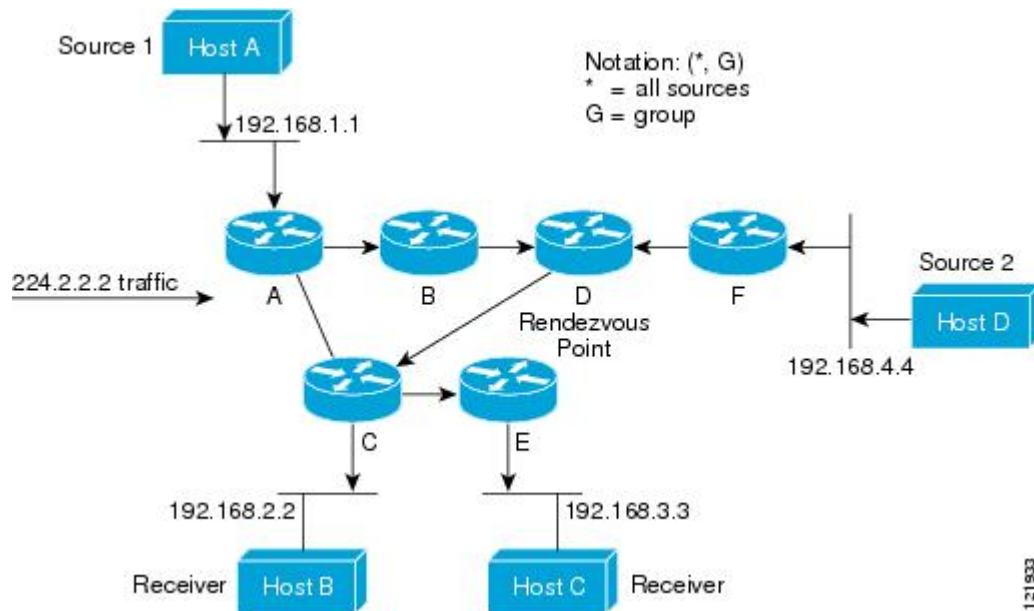 Source 1
Host A
Notation: (*, G)
* = all sources
G = group
192.168.1.1
224.2.2.2 traffic
A
B
D
Rendezvous
Point
F
Source 2
Host D
192.168.4.4
C
E
192.168.2.2
192.168.3.3
Receiver
Host B
Host C
Receiver
121933